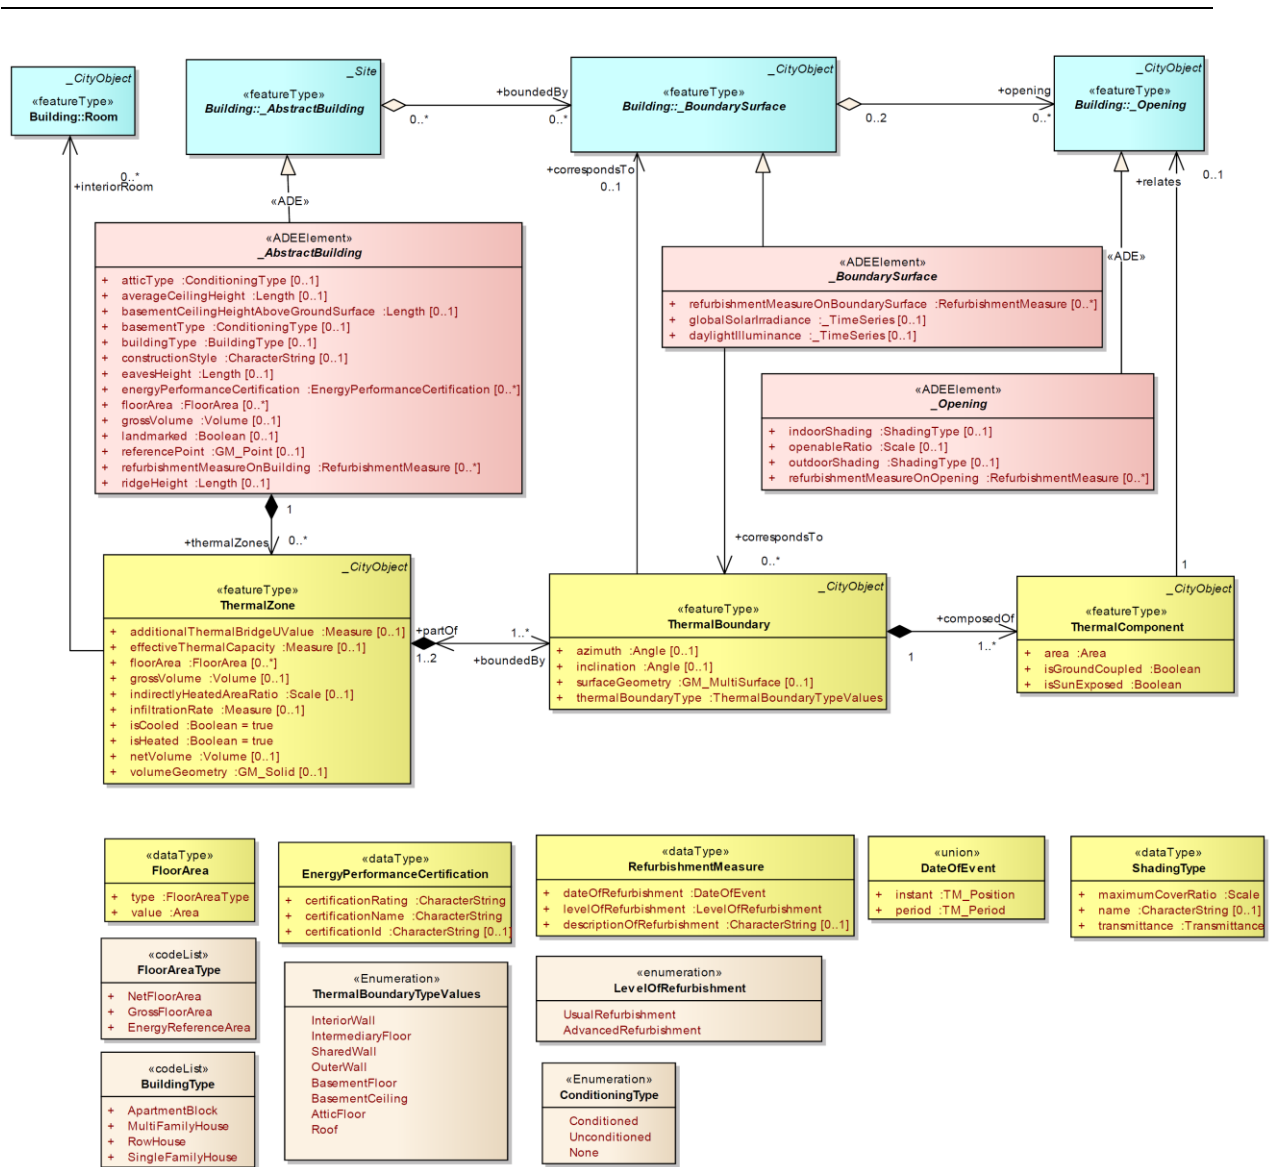 _CityObject
«featureType»
Building::Room
_Site
«featureType»
Building::_AbstractBuilding
+boundedBy
0..*
0..*
_CityObject
«featureType»
Building::_BoundarySurface
+opening
0..2
0..*
_CityObject
«featureType»
Building::_Opening
0..*
+interiorRoom
«ADE»
+correspondsTo
0..1
+relates
0..1
«ADE»
«ADEElement»
_AbstractBuilding
+ atticType :ConditioningType [0..1]
+ averageCeilingHeight :Length [0..1]
+ basementCeilingHeightAboveGroundSurface :Length [0..1]
+ basementType :ConditioningType [0..1]
+ buildingType :BuildingType [0..1]
+ constructionStyle :CharacterString [0..1]
+ eavesHeight :Length [0..1]
+ energyPerformanceCertification :EnergyPerformanceCertification [0..*]
+ floorArea :FloorArea [0..*]
+ grossVolume :Volume [0..1]
+ landmarked :Boolean [0..1]
+ referencePoint :GM_Point [0..1]
+ refurbishmentMeasureOnBuilding :RefurbishmentMeasure [0..*]
+ ridgeHeight :Length [0..1]
«ADEElement»
_BoundarySurface
+ refurbishmentMeasureOnBoundarySurface :RefurbishmentMeasure [0..*]
+ globalSolarIrradiance :_TimeSeries [0..1]
+ daylightIlluminance :_TimeSeries [0..1]
«ADEElement»
_Opening
+ indoorShading :ShadingType [0..1]
+ openableRatio :Scale [0..1]
+ outdoorShading :ShadingType [0..1]
+ refurbishmentMeasureOnOpening :RefurbishmentMeasure [0..*]
1
+thermalZones
0..*
+correspondsTo
0..*
1
_CityObject
«featureType»
ThermalZone
+ additionalThermalBridgeUValue :Measure [0..1]
+ effectiveThermalCapacity :Measure [0..1]
+ floorArea :FloorArea [0..*]
+ grossVolume :Volume [0..1]
+ indirectlyHeatedAreaRatio :Scale [0..1]
+ infiltrationRate :Measure [0..1]
+ isCooled :Boolean = true
+ isHeated :Boolean = true
+ netVolume :Volume [0..1]
+ volumeGeometry :GM_Solid [0..1]
+partOf
1..2
1..*
+boundedBy
_CityObject
«featureType»
ThermalBoundary
+ azimuth :Angle [0..1]
+ inclination :Angle [0..1]
+ surfaceGeometry :GM_MultiSurface [0..1]
+ thermalBoundaryType :ThermalBoundaryTypeValues
+composedOf
1
1..*
_CityObject
«featureType»
ThermalComponent
+ area :Area
+ isGroundCoupled :Boolean
+ isSunExposed :Boolean
«dataType»
FloorArea
+ type :FloorAreaType
+ value :Area
«dataType»
EnergyPerformanceCertification
+ certificationRating :CharacterString
+ certificationName :CharacterString
+ certificationId :CharacterString [0..1]
«dataType»
RefurbishmentMeasure
+ dateOfRefurbishment :DateOfEvent
+ levelOfRefurbishment :LevelOfRefurbishment
+ descriptionOfRefurbishment :CharacterString [0..1]
«union»
DateOfEvent
+ instant :TM_Position
+ period :TM_Period
«dataType»
ShadingType
+ maximumCoverRatio :Scale
+ name :CharacterString [0..1]
+ transmittance :Transmittance
«codeList»
FloorAreaType
+ NetFloorArea
+ GrossFloorArea
+ EnergyReferenceArea
«Enumeration»
ThermalBoundaryTypeValues
InteriorWall
IntermediaryFloor
SharedWall
OuterWall
BasementFloor
BasementCeiling
AtticFloor
Roof
«enumeration»
LevelOfRefurbishment
UsualRefurbishment
AdvancedRefurbishment
«codeList»
BuildingType
+ ApartmentBlock
+ MultiFamilyHouse
+ RowHouse
+ SingleFamilyHouse
«Enumeration»
ConditioningType
Conditioned
Unconditioned
None